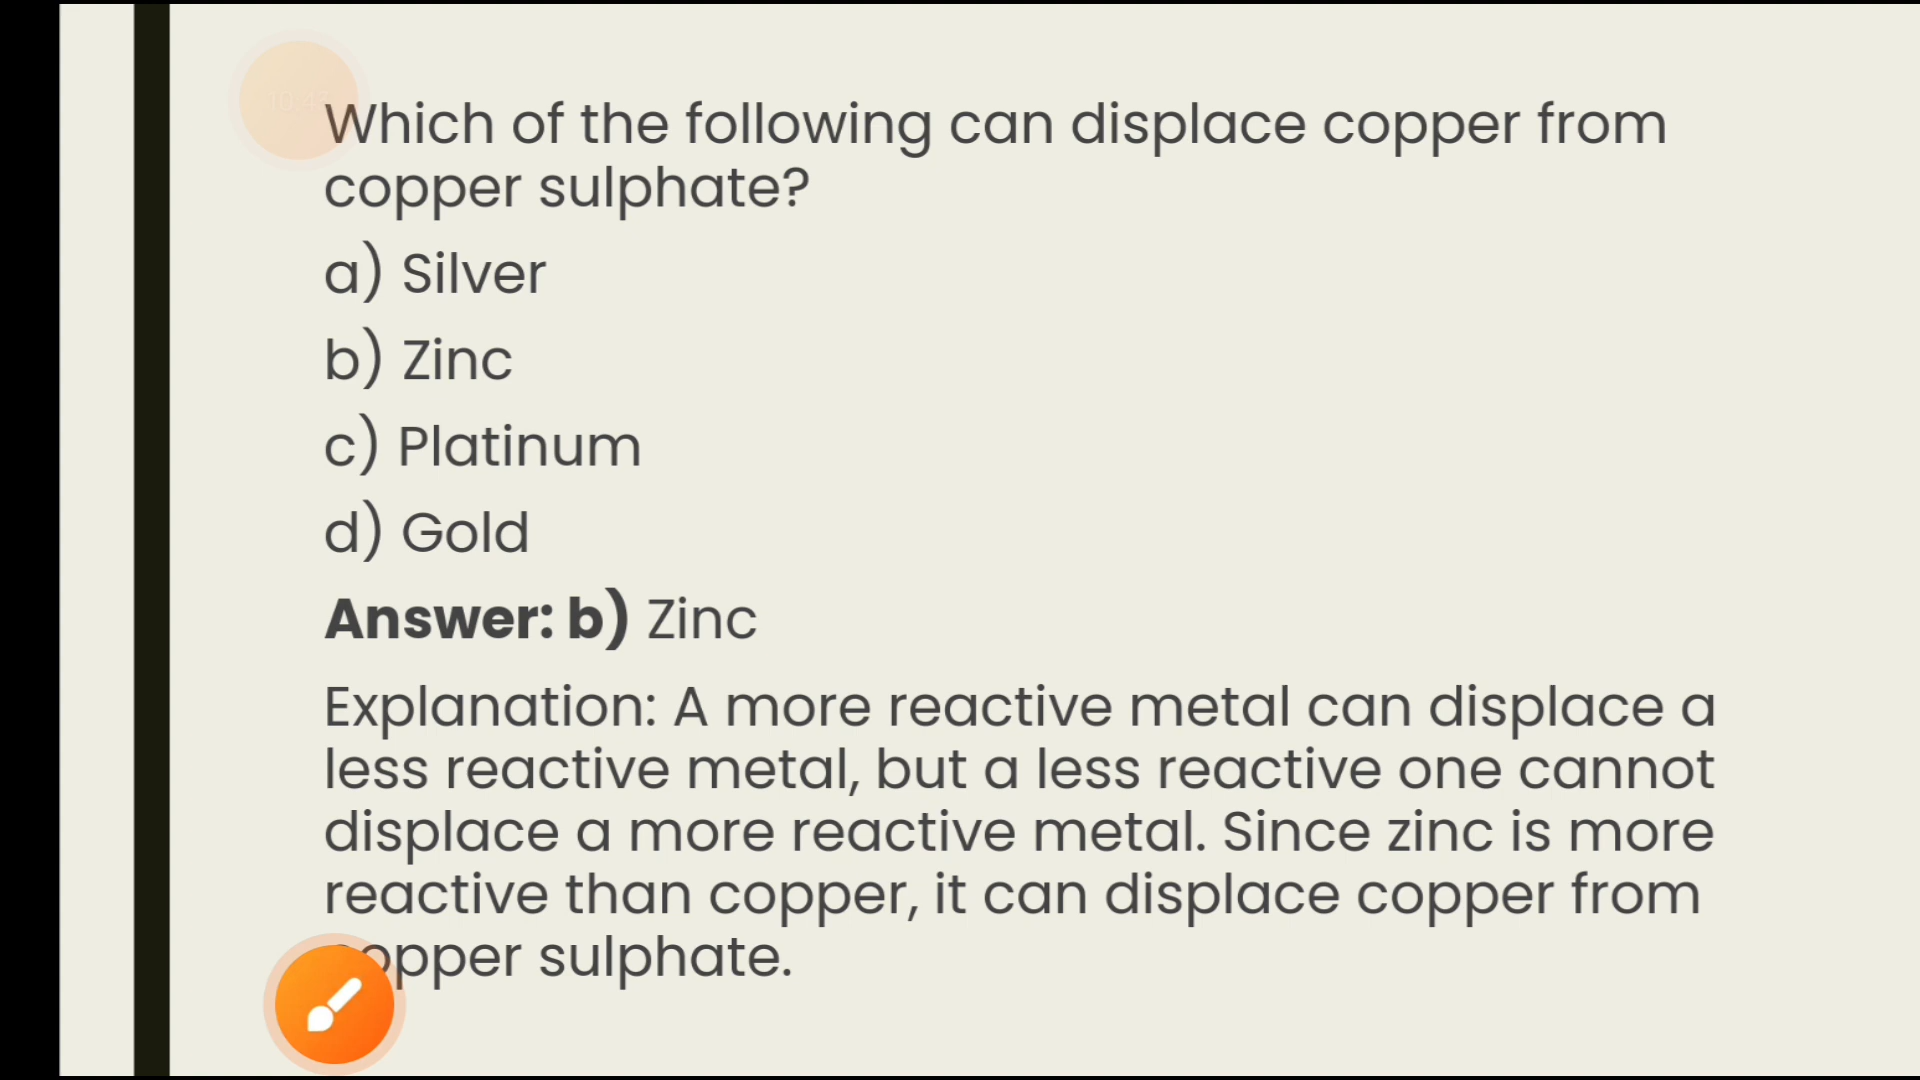 Which of the following can displace copper from
copper sulphate?
a) Silver
b) Zinc
c) Platinum
d) Gold
Answer: b) Zinc
Explanation: A more reactive metal can displace a
less reactive metal, but a less reactive one cannot
displace a more reactive metal. Since zinc is more
reactive than copper, it can displace copper from
copper sulphate.